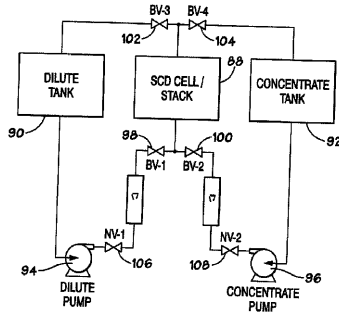 BV-3 BV-4
102 104
DILUTE
TANK
90
SCD CELL/
STACK
88
CONCENTRATE
TANK
92
98 100
BV-1 BV-2
NV-1
106
94
DILUTE
PUMP
NV-2
108
96
CONCENTRATE
PUMP